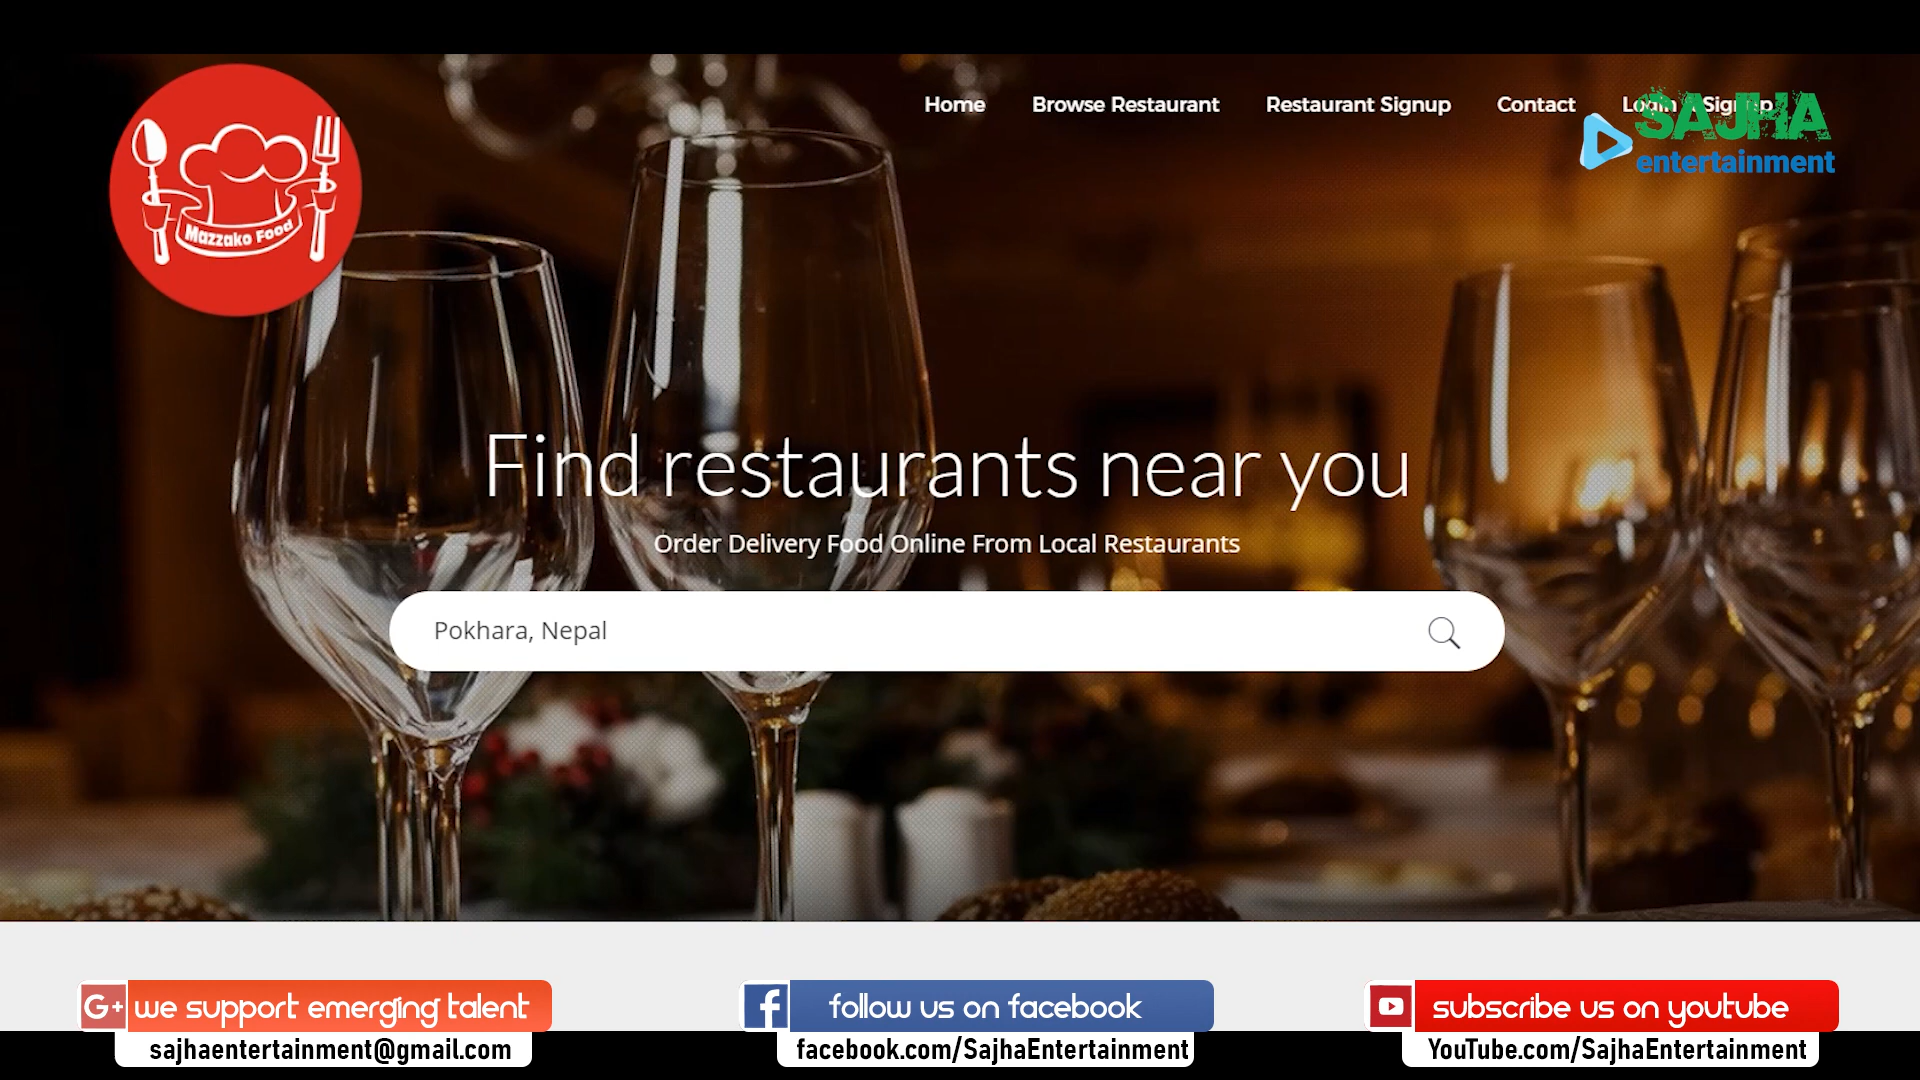 Home Browse Restaurant Restaurant Signup Contact Login Signup
SAJHA
entertainment
Mazzako Food
Find restaurants near you
Order Delivery Food Online From Local Restaurants
Pokhara, Nepal
G+ we support emerging talent
sajhaentertainment@gmail.com
f follow us on facebook
facebook.com/SajhaEntertainment
subscribe us on youtube
YouTube.com/SajhaEntertainment